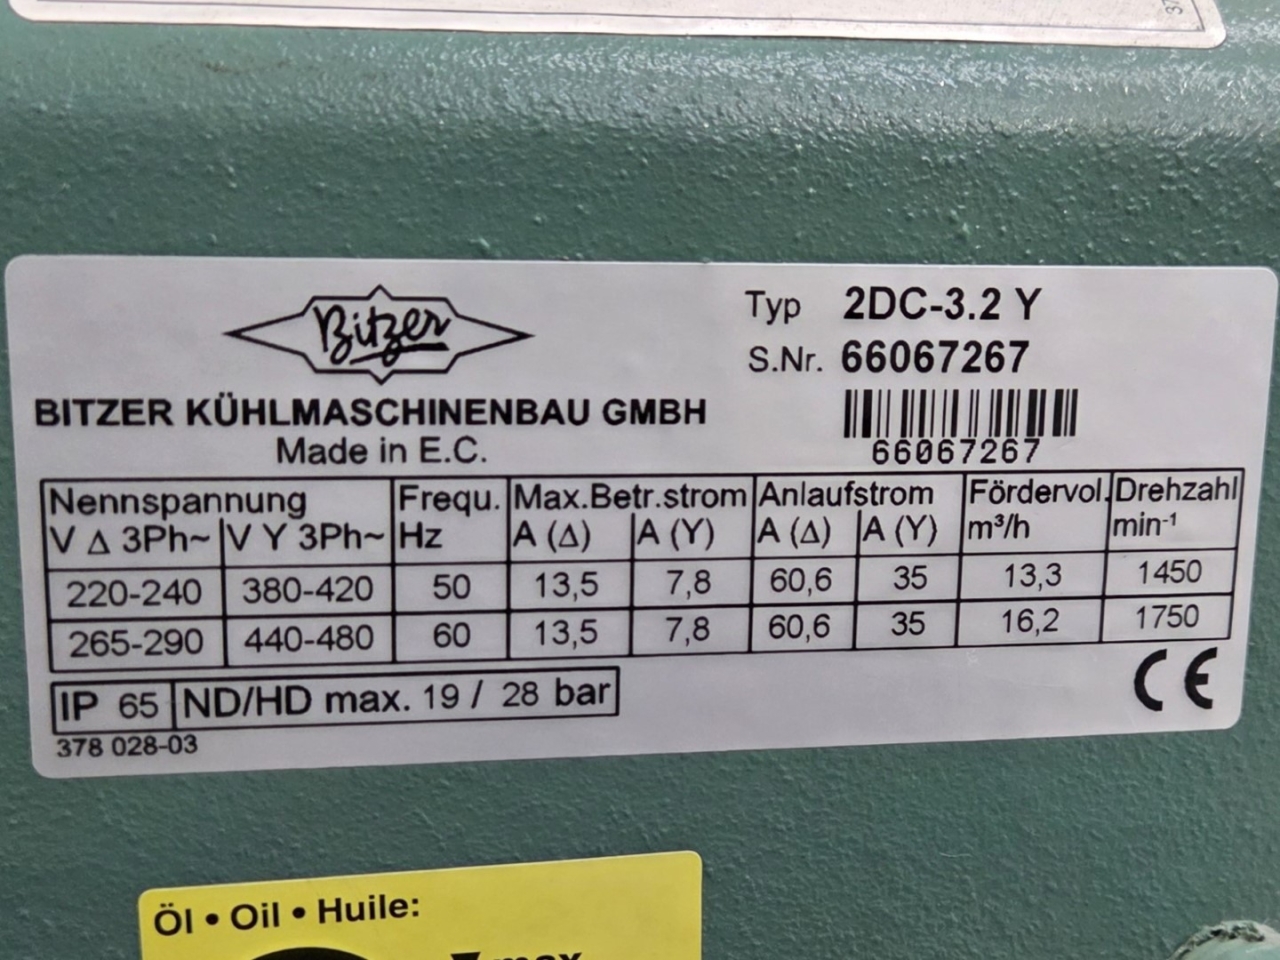 37
Bitzer
Typ 2DC-3.2 Y
S.Nr. 66067267
66067267
BITZER KÜHLMASCHINENBAU GMBH
Made in E.C.
Nennspannung Frequ. Max.Betr.strom Anlaufstrom Fördervol. Drehzahl
V Δ 3Ph~ V Y 3Ph~ Hz A (Δ) A (Y) A (Δ) A (Y) m³/h min⁻¹
220-240 380-420 50 13,5 7,8 60,6 35 13,3 1450
265-290 440-480 60 13,5 7,8 60,6 35 16,2 1750
IP 65 ND/HD max. 19 / 28 bar
CE
378 028-03
Öl • Oil • Huile:
max